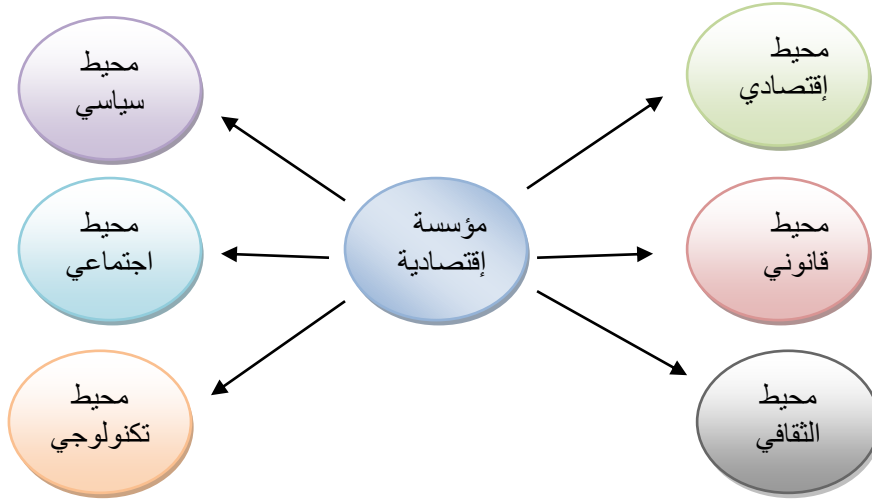 محيط
إقتصادي
محيط
سياسي
مؤسسة
إقتصادية
محيط
قانوني
محيط
اجتماعي
محيط
الثقافي
محيط
تكنولوجي